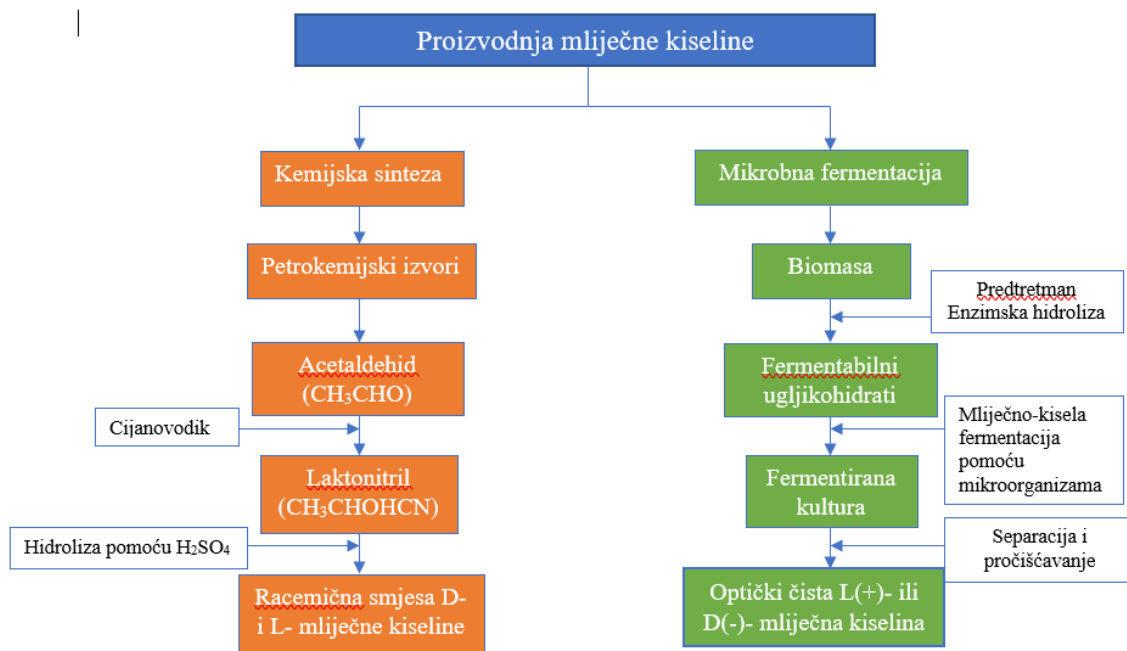 Proizvodnja mliječne kiseline
Kemijska sinteza
Petrokemijski izvori
Acetaldehid
(CH₃CHO)
Cijanovodik
Laktonitril
(CH₃CHOHCN)
Hidroliza pomoću H₂SO₄
Racemična smjesa D-
i L- mliječne kiseline
Mikrobna fermentacija
Biomasa
Predtretman
Enzimska hidroliza
Fermentabilni
ugljikohidrati
Mliječno-kisela
fermentacija
pomoću
mikroorganizama
Fermentirana
kultura
Separacija i
pročišćavanje
Optički čista L(+)- ili
D(-)- mliječna kiselina